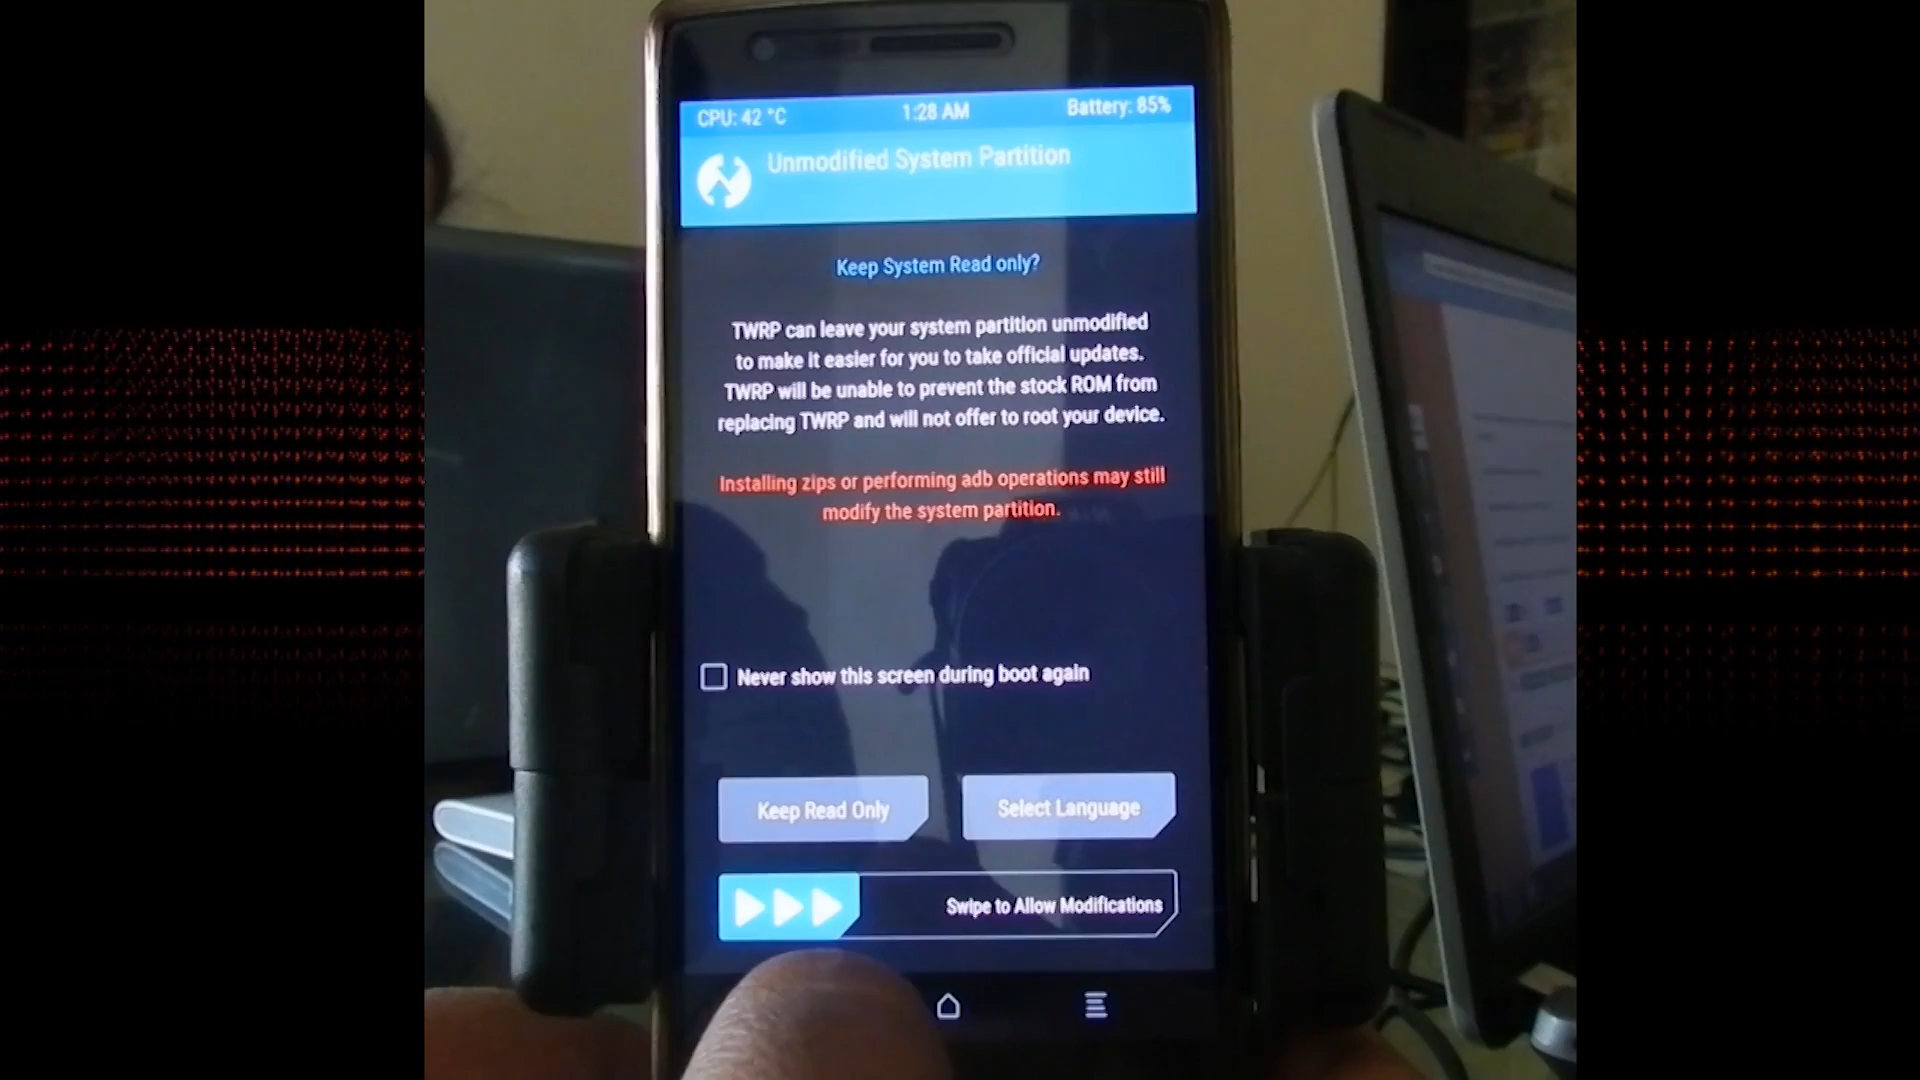 CPU: 42 °C 1:28 AM Battery: 85%
Unmodified System Partition
Keep System Read only?
TWRP can leave your system partition unmodified
to make it easier for you to take official updates.
TWRP will be unable to prevent the stock ROM from
replacing TWRP and will not offer to root your device.
Installing zips or performing adb operations may still
modify the system partition.
Never show this screen during boot again
Keep Read Only Select Language
Swipe to Allow Modifications